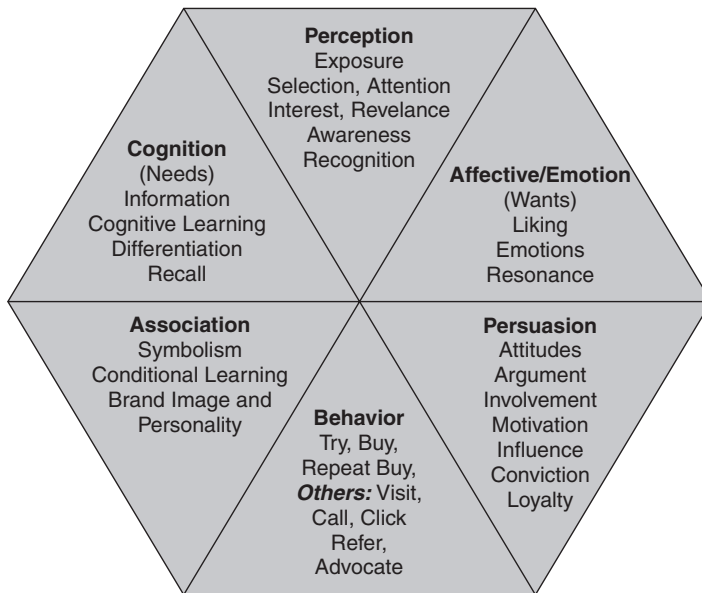 Perception
Exposure
Selection, Attention
Interest, Revelance
Awareness
Recognition
Cognition
(Needs)
Information
Cognitive Learning
Differentiation
Recall
Affective/Emotion
(Wants)
Liking
Emotions
Resonance
Association
Symbolism
Conditional Learning
Brand Image and
Personality
Behavior
Try, Buy,
Repeat Buy,
Others: Visit,
Call, Click
Refer,
Advocate
Persuasion
Attitudes
Argument
Involvement
Motivation
Influence
Conviction
Loyalty